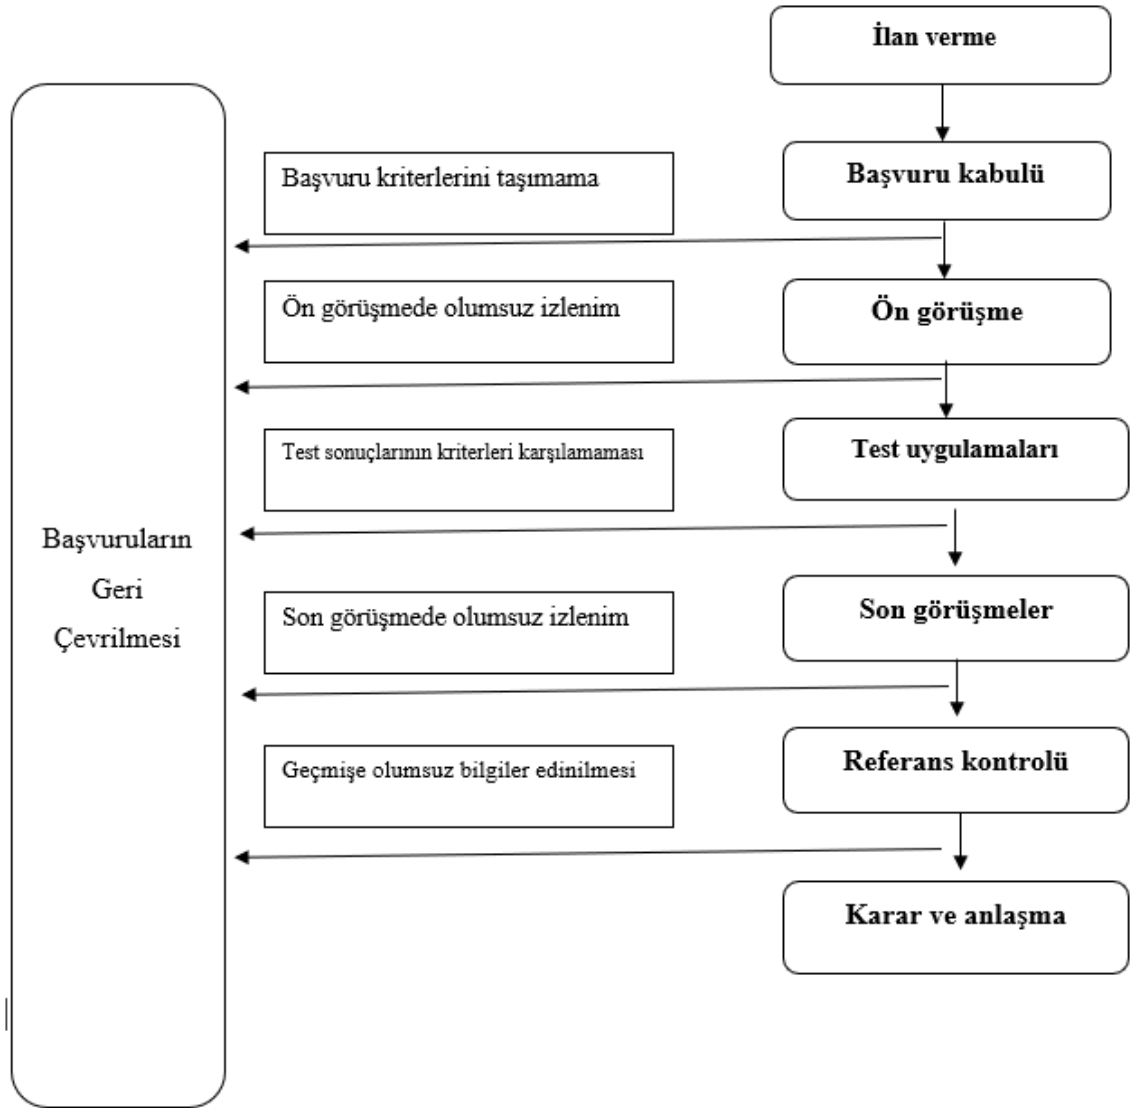 İlan verme
Başvuru kabulü
Başvuru kriterlerini taşımama
Ön görüşme
Ön görüşmede olumsuz izlenim
Test uygulamaları
Test sonuçlarının kriterleri karşılamaması
Başvuruların
Geri
Çevrilmesi
Son görüşmeler
Son görüşmede olumsuz izlenim
Referans kontrolü
Geçmişe olumsuz bilgiler edinilmesi
Karar ve anlaşma